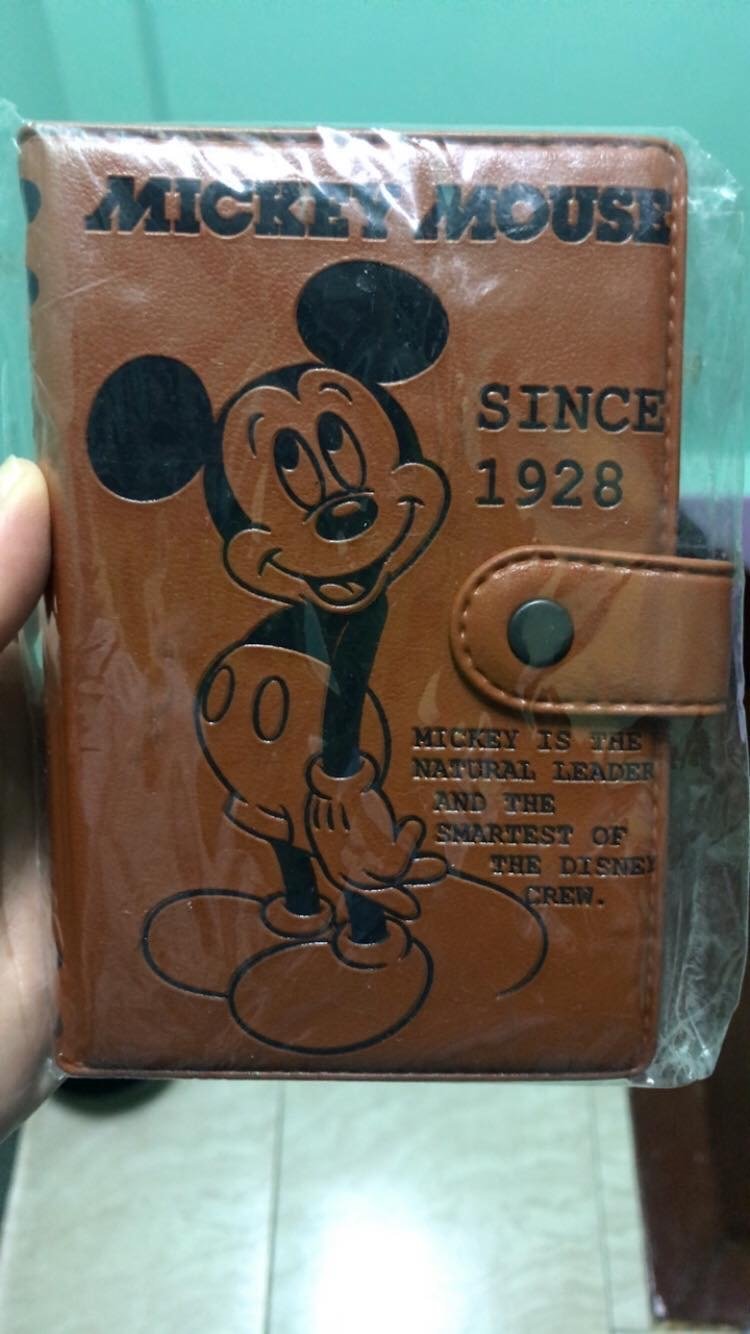 MICKEY MOUSE
SINCE
1928
MICKEY IS THE
NATURAL LEADER
AND THE
SMARTEST OF
THE DISNEY
CREW.